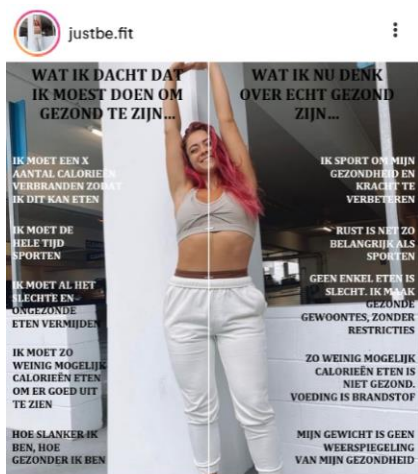 justbe.fit
WAT IK DACHT DAT
IK MOEST DOEN OM
GEZOND TE ZIJN...
IK MOET EEN X
AANTAL CALORIEËN
VERBRANDEN ZODAT
IK DIT KAN ETEN
IK MOET DE
HELE TIJD
SPORTEN
IK MOET AL HET
SLECHTE EN
ONGEZONDE
ETEN VERMIJDEN
IK MOET ZO
WEINIG MOGELIJK
CALORIEËN ETEN
OM ER GOED UIT
TE ZIEN
HOE SLANKER IK
BEN, HOE
GEZONDER IK BEN
WAT IK NU DENK
OVER ECHT GEZOND
ZIJN...
IK SPORT OM MIJN
GEZONDHEID EN
KRACHT TE
VERBETEREN
RUST IS NET ZO
BELANGRIJK ALS
SPORTEN
GEEN ENKEL ETEN IS
SLECHT. IK MAAK
GEZONDE
GEWOONTES, ZONDER
RESTRICTIES
ZO WEINIG MOGELIJK
CALORIEËN ETEN IS
NIET GEZOND.
VOEDING IS BRANDSTOF
MIJN GEWICHT IS GEEN
WEERSPIEGELING
VAN MIJN GEZONDHEID